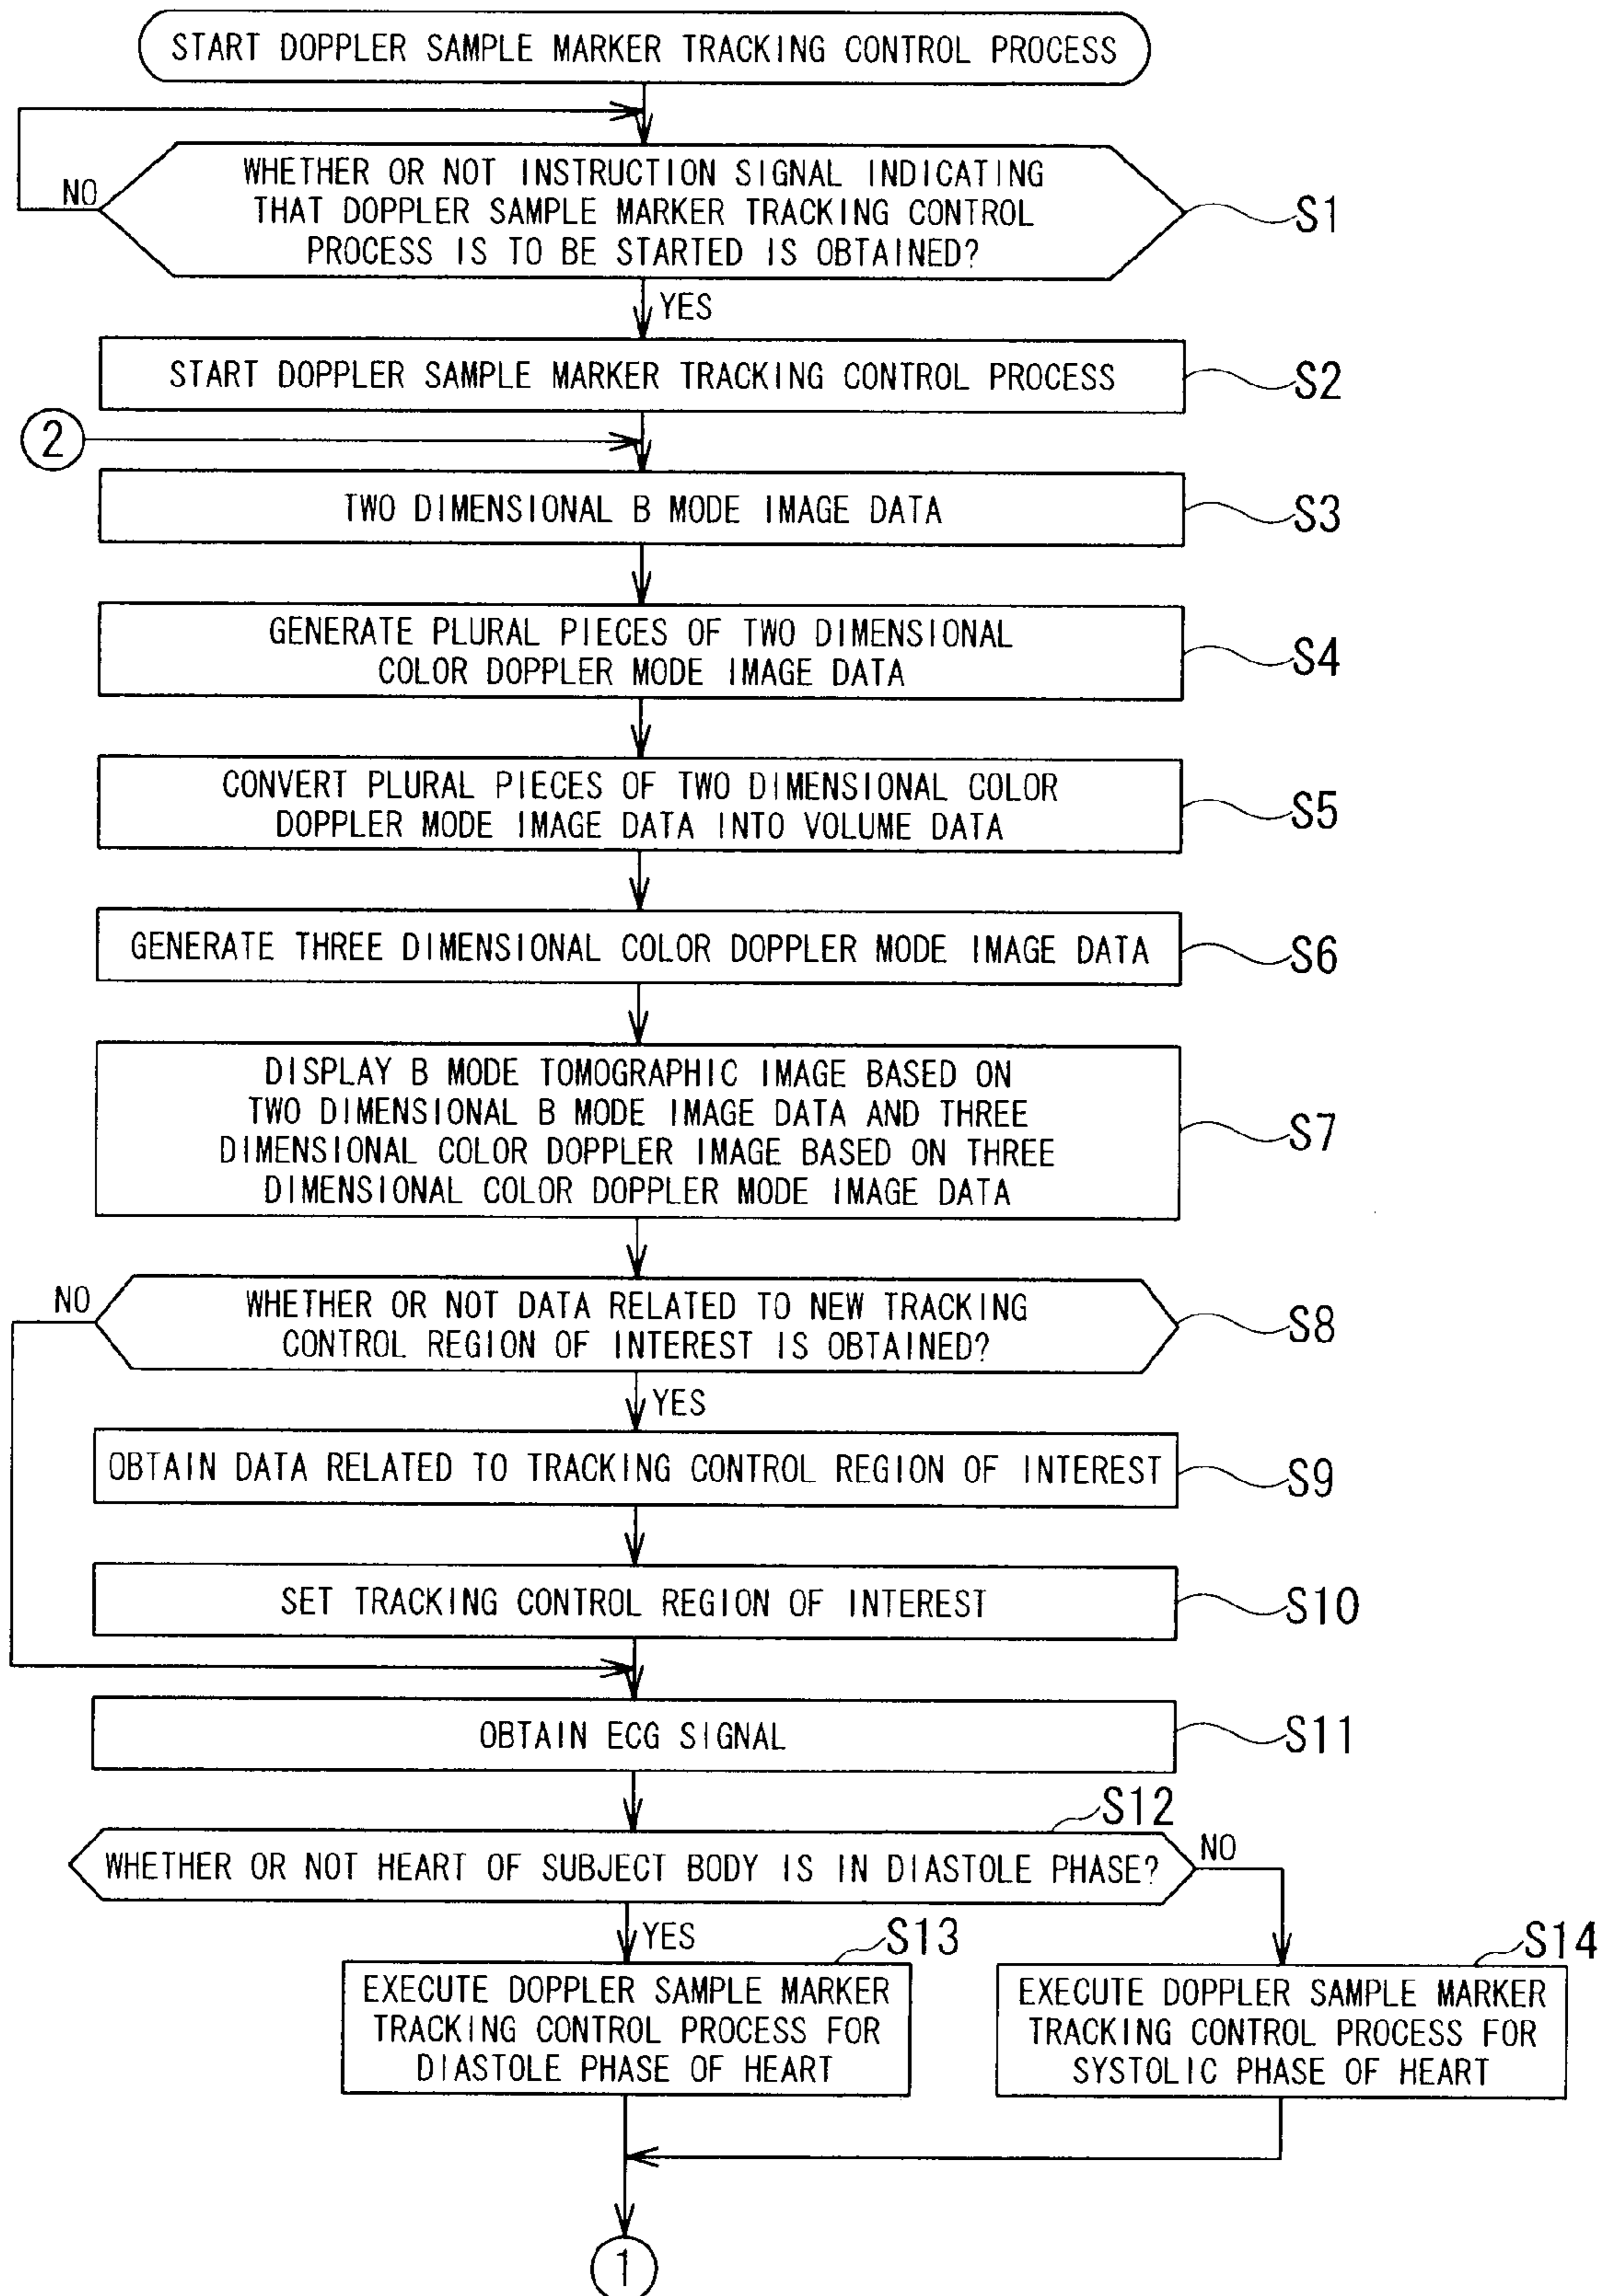 START DOPPLER SAMPLE MARKER TRACKING CONTROL PROCESS
WHETHER OR NOT INSTRUCTION SIGNAL INDICATING
THAT DOPPLER SAMPLE MARKER TRACKING CONTROL
PROCESS IS TO BE STARTED IS OBTAINED?
NO
S1
YES
START DOPPLER SAMPLE MARKER TRACKING CONTROL PROCESS
S2
2
TWO DIMENSIONAL B MODE IMAGE DATA
S3
GENERATE PLURAL PIECES OF TWO DIMENSIONAL
COLOR DOPPLER MODE IMAGE DATA
S4
CONVERT PLURAL PIECES OF TWO DIMENSIONAL COLOR
DOPPLER MODE IMAGE DATA INTO VOLUME DATA
S5
GENERATE THREE DIMENSIONAL COLOR DOPPLER MODE IMAGE DATA
S6
DISPLAY B MODE TOMOGRAPHIC IMAGE BASED ON
TWO DIMENSIONAL B MODE IMAGE DATA AND THREE
DIMENSIONAL COLOR DOPPLER IMAGE BASED ON THREE
DIMENSIONAL COLOR DOPPLER MODE IMAGE DATA
S7
NO
WHETHER OR NOT DATA RELATED TO NEW TRACKING
CONTROL REGION OF INTEREST IS OBTAINED?
S8
YES
OBTAIN DATA RELATED TO TRACKING CONTROL REGION OF INTEREST
S9
SET TRACKING CONTROL REGION OF INTEREST
S10
OBTAIN ECG SIGNAL
S11
S12
WHETHER OR NOT HEART OF SUBJECT BODY IS IN DIASTOLE PHASE?
NO
YES
S13
EXECUTE DOPPLER SAMPLE MARKER
TRACKING CONTROL PROCESS FOR
DIASTOLE PHASE OF HEART
S14
EXECUTE DOPPLER SAMPLE MARKER
TRACKING CONTROL PROCESS FOR
SYSTOLIC PHASE OF HEART
1